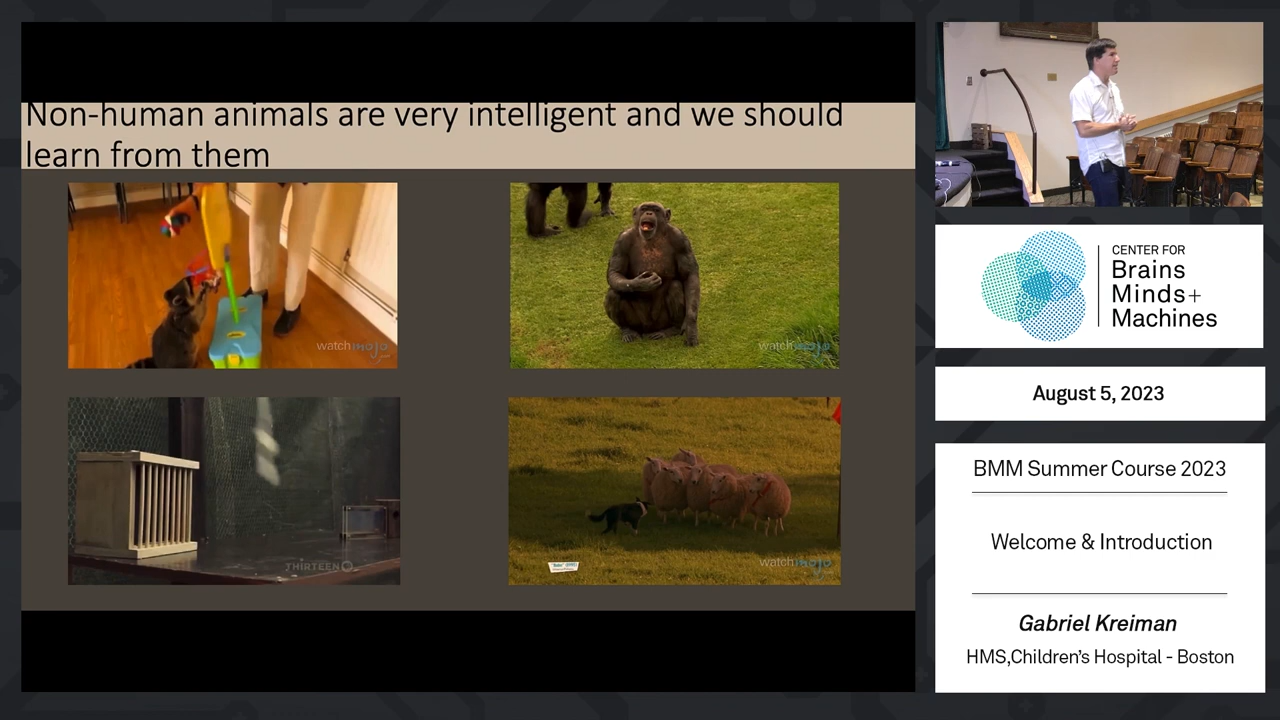 Non-human animals are very intelligent and we should
learn from them
watchmojo
watchmojo
THIRTEEN
watchmojo
CENTER FOR
Brains
Minds+
Machines
August 5, 2023
BMM Summer Course 2023
Welcome & Introduction
Gabriel Kreiman
HMS,Children's Hospital - Boston